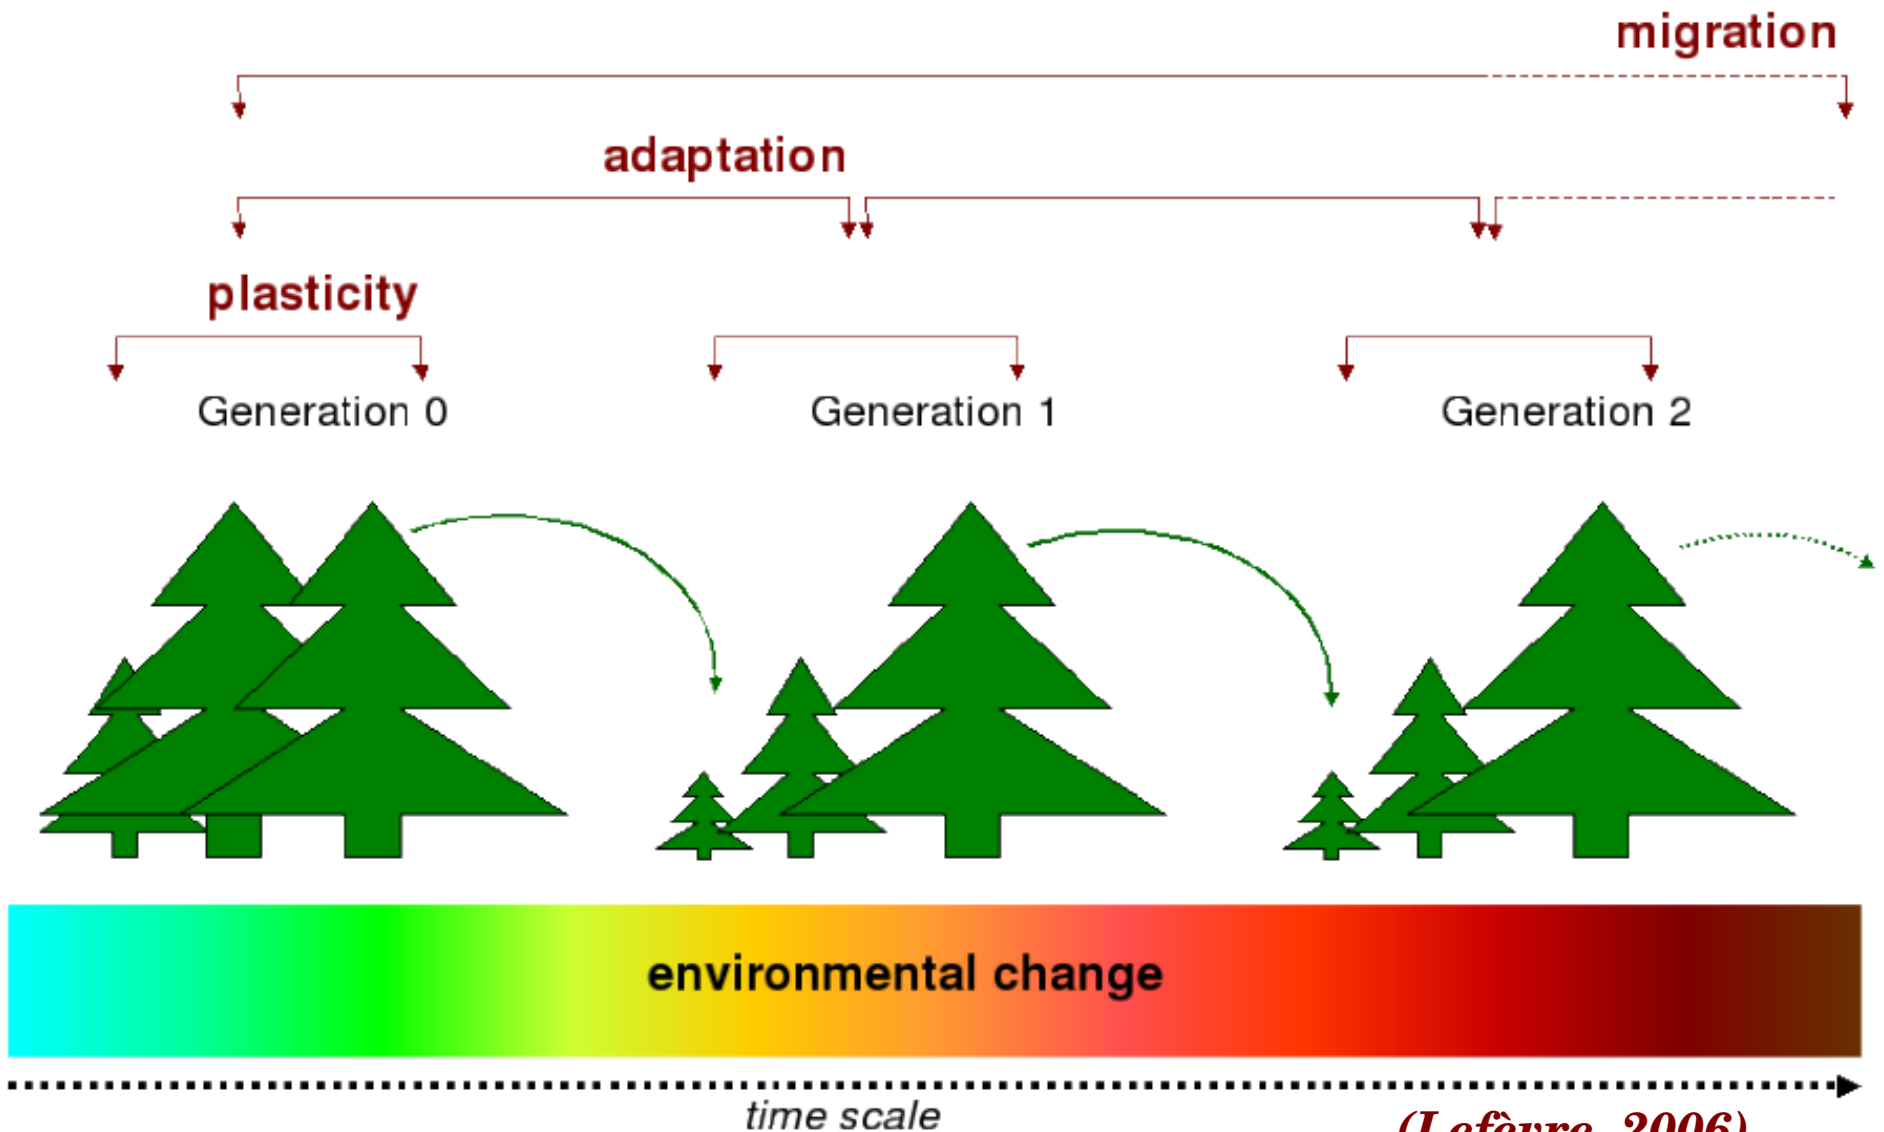 migration
adaptation
plasticity
Generation 0
Generation 1
Generation 2
environmental change
time scale
(Lefèvre, 2006)